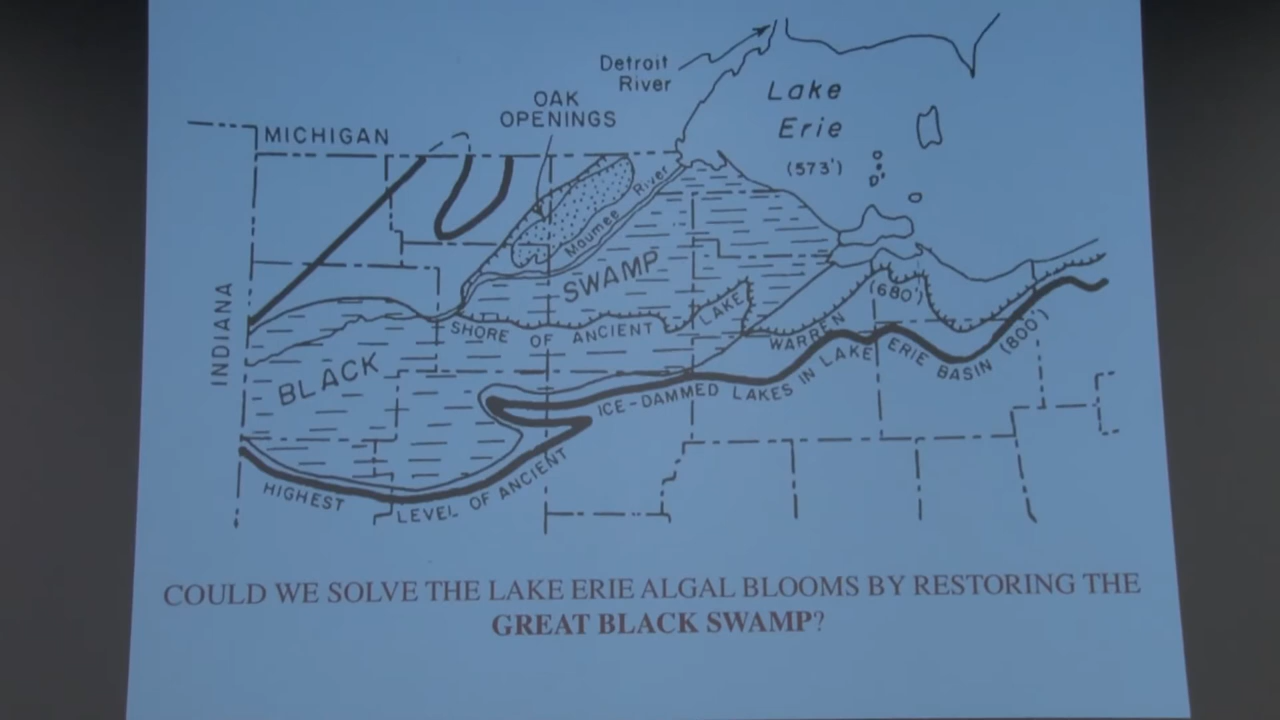 Detroit
River
Lake
Erie
(573')
OAK
OPENINGS
MICHIGAN
Maumee River
INDIANA
SWAMP
BLACK
SHORE OF ANCIENT LAKE WARREN (680')
HIGHEST LEVEL OF ANCIENT ICE-DAMMED LAKES IN LAKE ERIE BASIN (800')
COULD WE SOLVE THE LAKE ERIE ALGAL BLOOMS BY RESTORING THE
GREAT BLACK SWAMP?